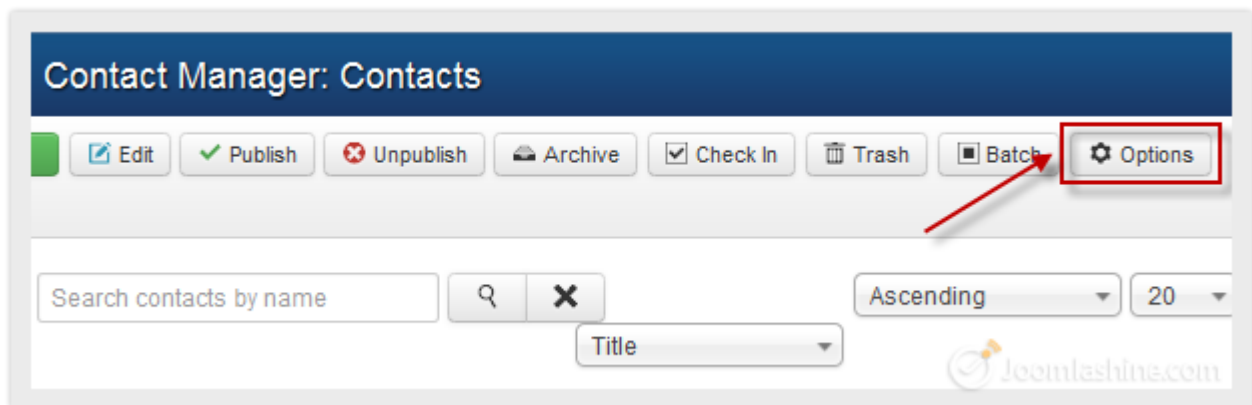 Contact Manager: Contacts
Edit Publish Unpublish Archive Check In Trash Batch Options
Search contacts by name Ascending 20
Title
Joomlashine.com